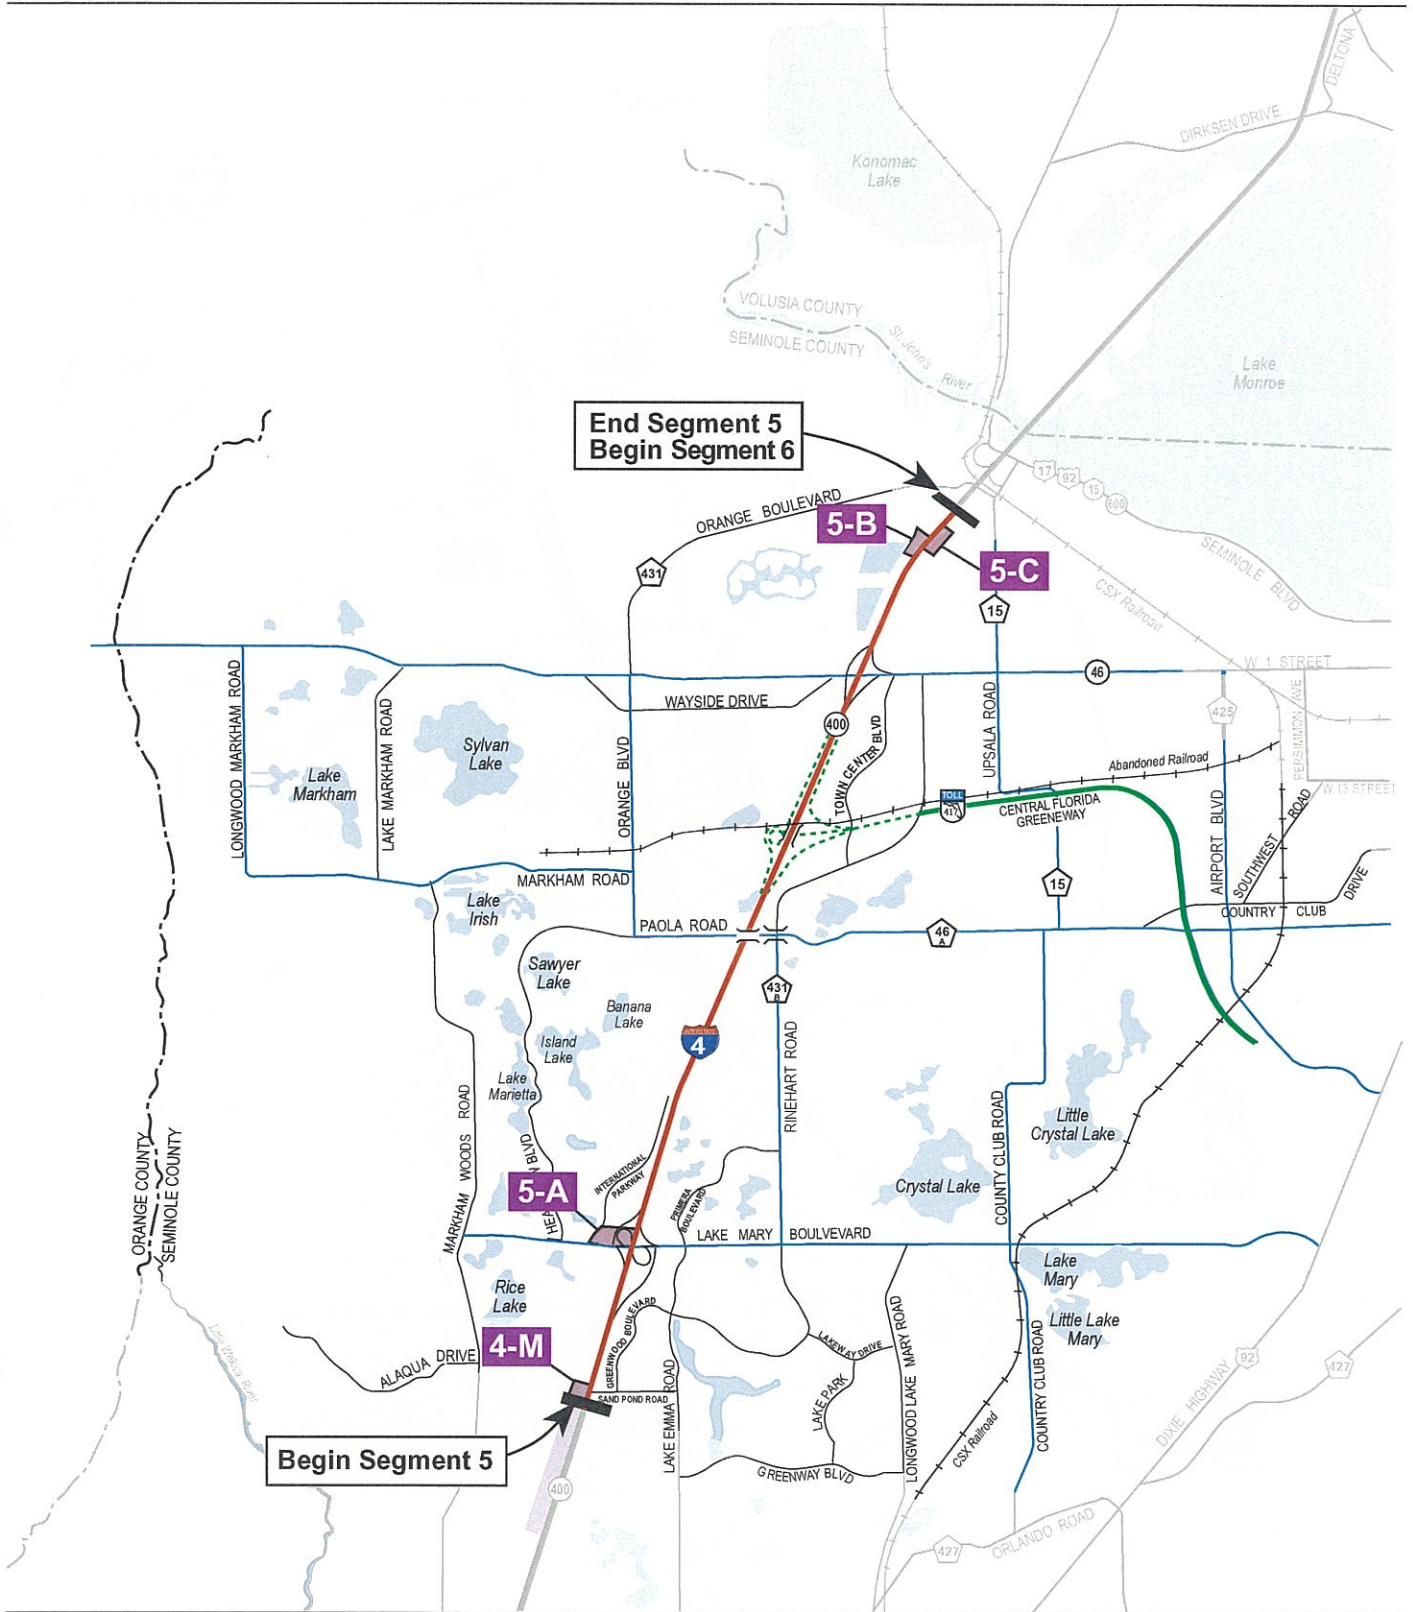 DELTONA
DIRKSEN DRIVE
Konomac
Lake
VOLUSIA COUNTY
SEMINOLE COUNTY
St. John's
River
Lake
Monroe
End Segment 5
Begin Segment 6
17
92
15
600
ORANGE BOULEVARD
5-B
5-C
SEMINOLE BLVD
CSX Railroad
431
15
W 1 STREET
46
LONGWOOD MARKHAM ROAD
LAKE MARKHAM ROAD
WAYSIDE DRIVE
UPSALA ROAD
425
PERSIMMON AVE
400
TOWN CENTER BLVD
Sylvan
Lake
ORANGE BLVD
Lake
Markham
Abandoned Railroad
TOLL
417
CENTRAL FLORIDA
GREENEWAY
W 13 STREET
AIRPORT BLVD
SOUTHWEST ROAD
MARKHAM ROAD
15
DRIVE
COUNTRY CLUB
Lake
Irish
PAOLA ROAD
46
A
Sawyer
Lake
431
B
Banana
Lake
Island
Lake
4
RINEHART ROAD
Lake
Marietta
MARKHAM WOODS ROAD
COUNTY CLUB ROAD
Little
Crystal Lake
ORANGE COUNTY
SEMINOLE COUNTY
HEA
BLVD
INTERNATIONAL
PARKWAY
5-A
PRIMERA
BOULEVARD
Crystal Lake
LAKE MARY BOULVEVARD
Lake
Mary
Rice
Lake
Little Lake
Mary
GREENWOOD BOULEVARD
4-M
LAKEWAY DRIVE
LONGWOOD LAKE MARY ROAD
COUNTRY CLUB ROAD
92
427
ALAQUA DRIVE
SAND POND ROAD
LAKE EMMA ROAD
LAKE PARK
DIXIE HIGHWAY
CSX Railroad
Begin Segment 5
GREENWAY BLVD
400
427
ORLANDO ROAD